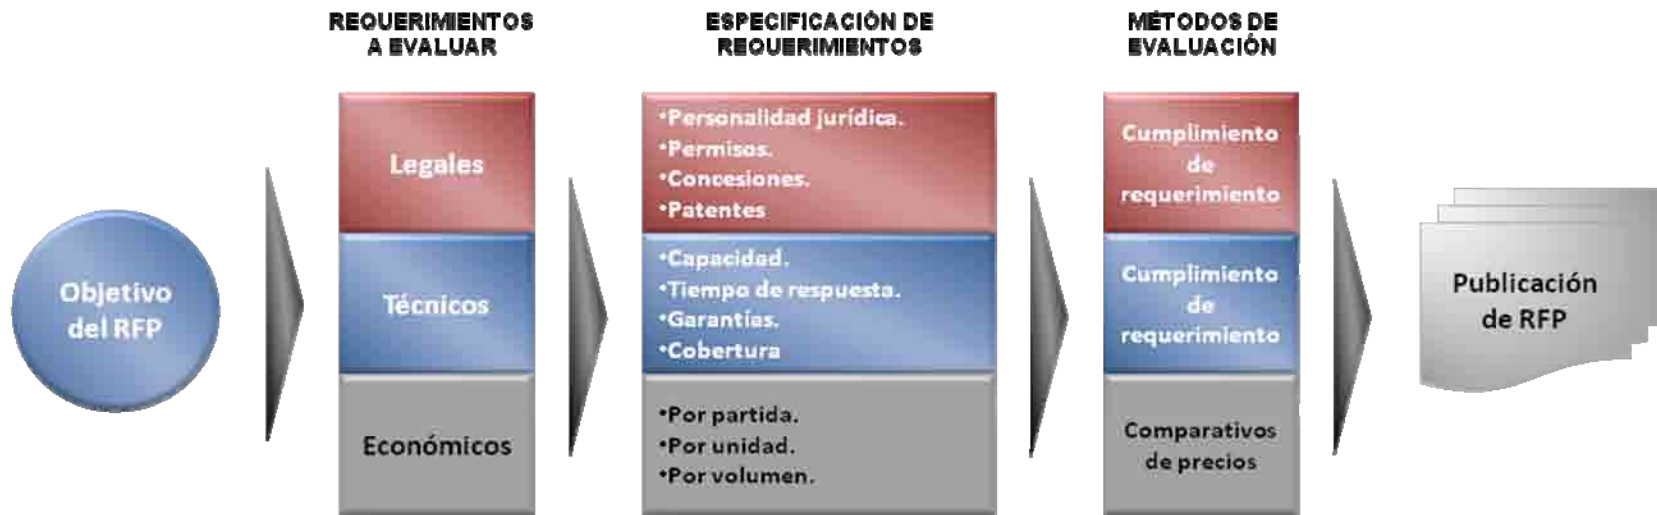 REQUERIMIENTOS
A EVALUAR
ESPECIFICACIÓN DE
REQUERIMIENTOS
MÉTODOS DE
EVALUACIÓN
Objetivo
del RFP
Legales
•Personalidad jurídica.
•Permisos.
•Concesiones.
•Patentes
Cumplimiento
de
requerimiento
Técnicos
•Capacidad.
•Tiempo de respuesta.
•Garantías.
•Cobertura
Cumplimiento
de
requerimiento
Económicos
•Por partida.
•Por unidad.
•Por volumen.
Comparativos
de precios
Publicación
de RFP